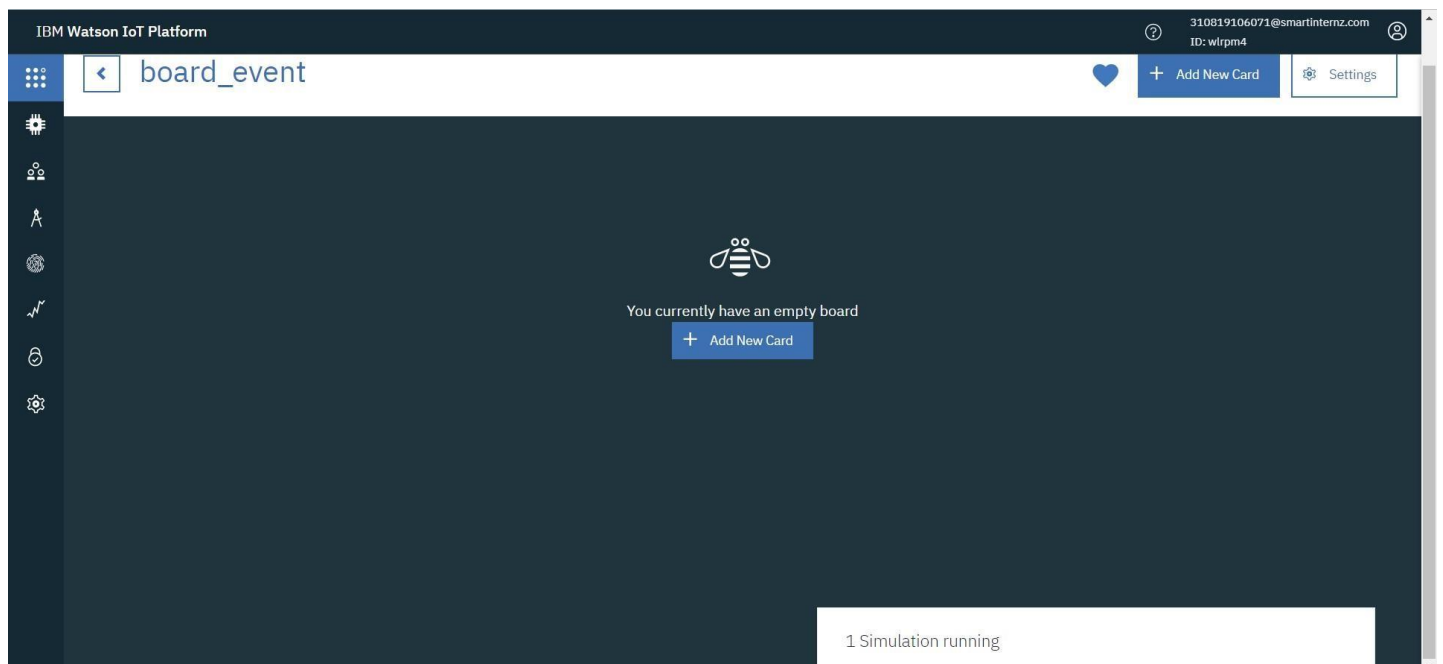 IBM Watson IoT Platform
310819106071@smartinternz.com
ID: wlrpm4
board_event
+ Add New Card
Settings
You currently have an empty board
+ Add New Card
1 Simulation running